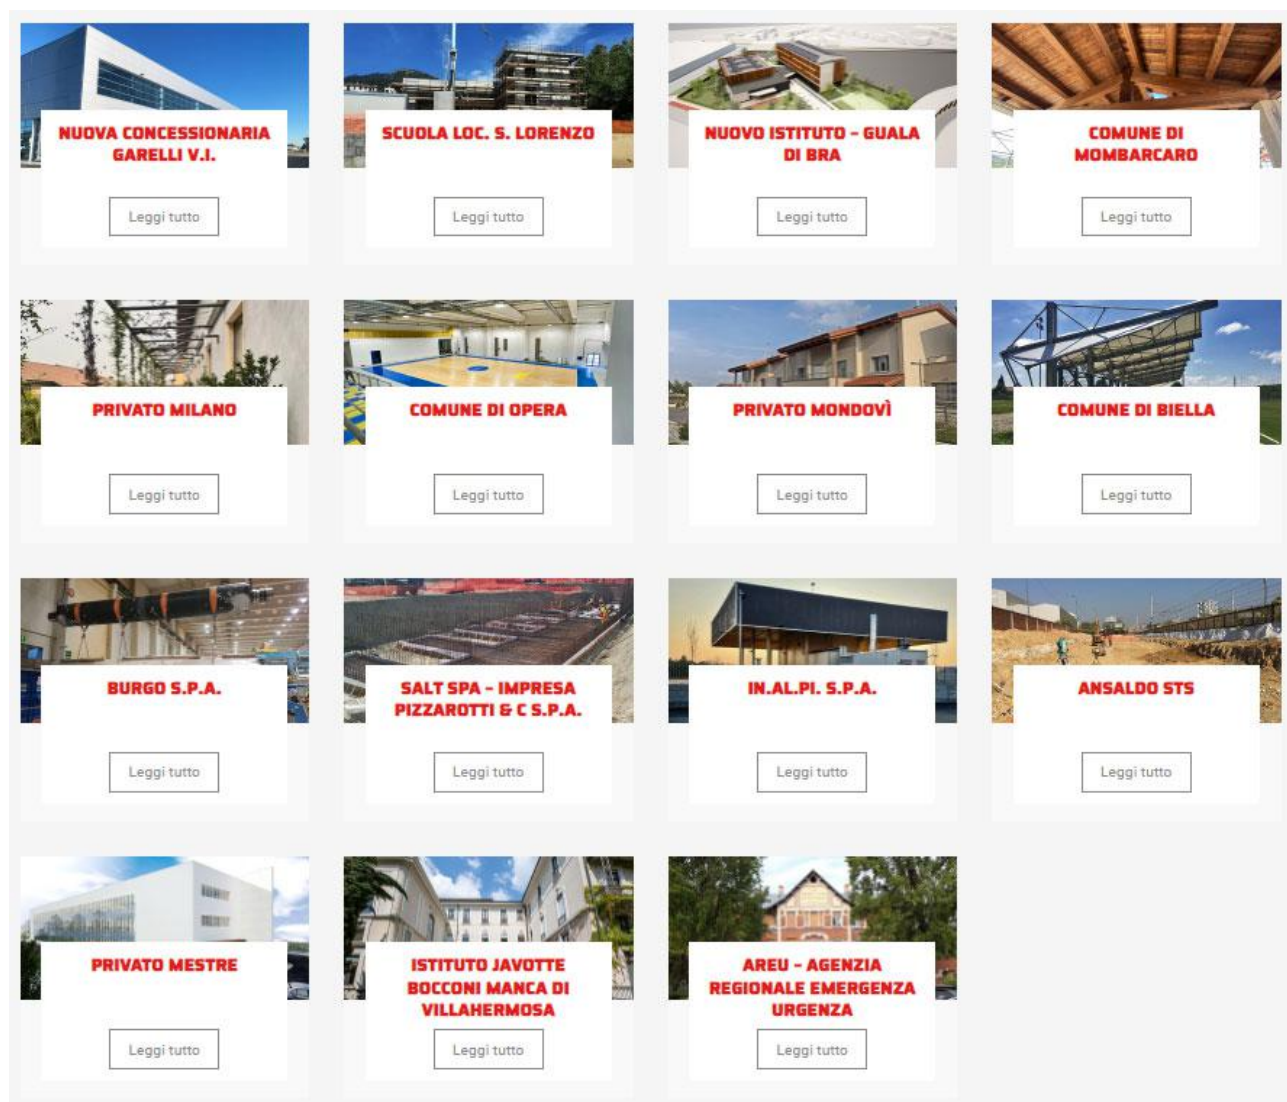 NUOVA CONCESSIONARIA
GARELLI V.I.
Leggi tutto
SCUOLA LOC. S. LORENZO
Leggi tutto
NUOVO ISTITUTO - GUALA
DI BRA
Leggi tutto
COMUNE DI
MOMBARCARO
Leggi tutto
PRIVATO MILANO
Leggi tutto
COMUNE DI OPERA
Leggi tutto
PRIVATO MONDOVÌ
Leggi tutto
COMUNE DI BIELLA
Leggi tutto
BURGO S.P.A.
Leggi tutto
SALT SPA - IMPRESA
PIZZAROTTI & C S.P.A.
Leggi tutto
IN.AL.PI. S.P.A.
Leggi tutto
ANSALDO STS
Leggi tutto
PRIVATO MESTRE
Leggi tutto
ISTITUTO JAVOTTE
BOCCONI MANCA DI
VILLAHERMOSA
Leggi tutto
AREU - AGENZIA
REGIONALE EMERGENZA
URGENZA
Leggi tutto